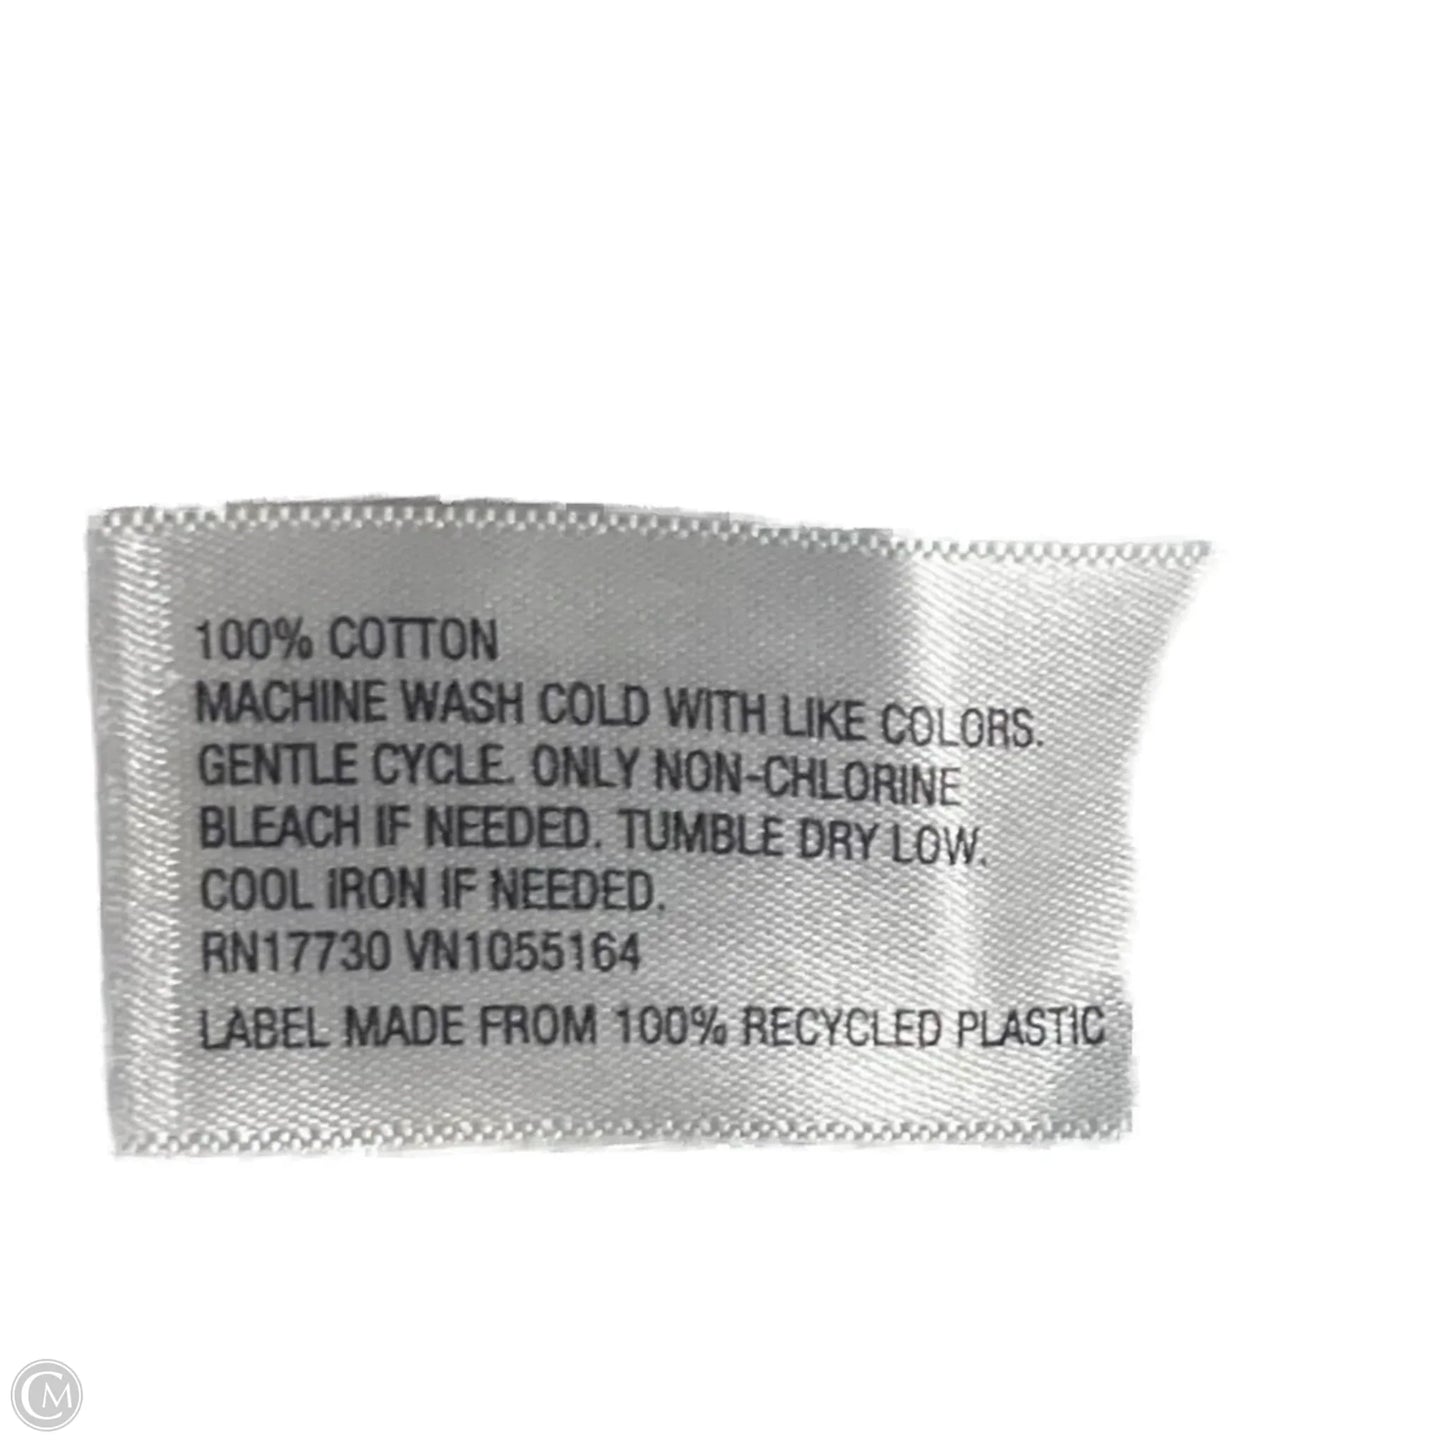 100% COTTON
MACHINE WASH COLD WITH LIKE COLORS.
GENTLE CYCLE. ONLY NON-CHLORINE
BLEACH IF NEEDED. TUMBLE DRY LOW.
COOL IRON IF NEEDED.
RN17730 VN1055164
LABEL MADE FROM 100% RECYCLED PLASTIC
CM